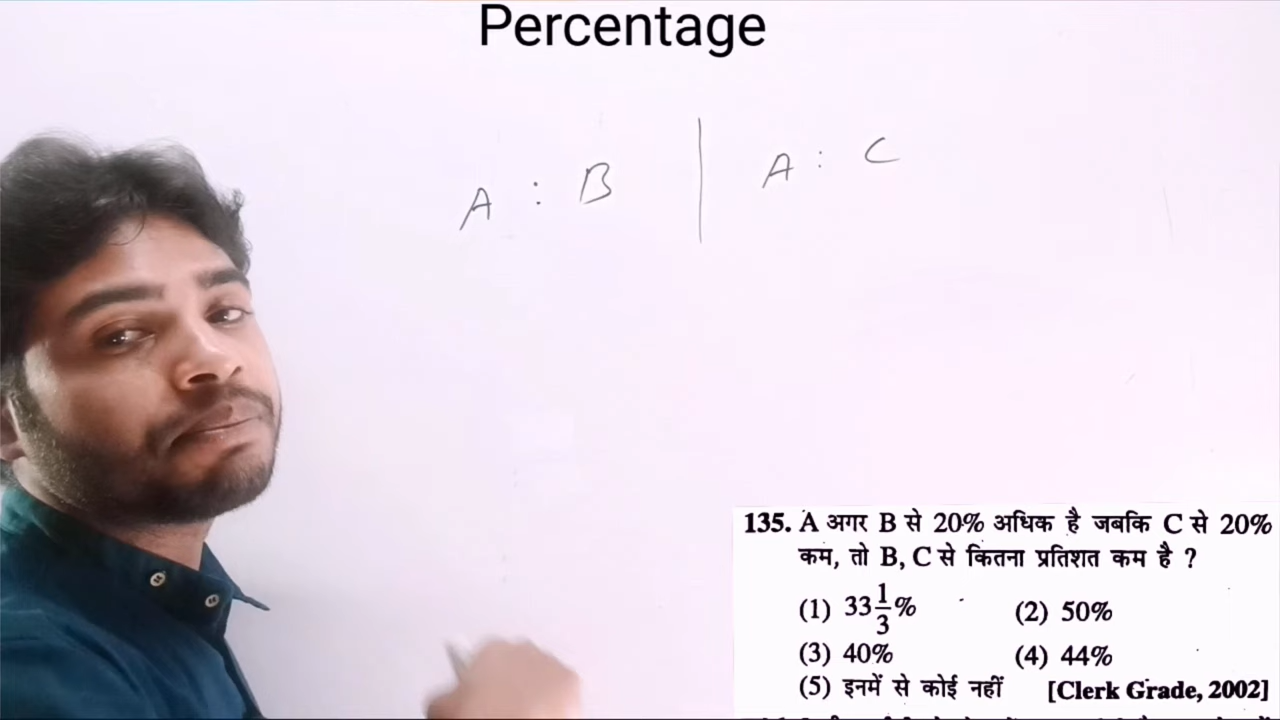 Percentage
A : B | A : C
135. A अगर B से 20% अधिक है जबकि C से 20%
कम, तो B, C से कितना प्रतिशत कम है ?
(1) 33 1/3 % (2) 50%
(3) 40% (4) 44%
(5) इनमें से कोई नहीं [Clerk Grade, 2002]